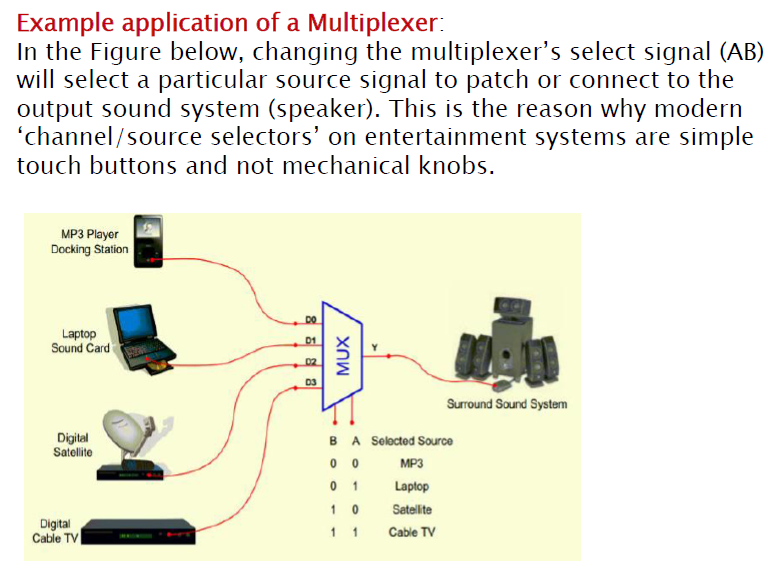 Example application of a Multiplexer:
In the Figure below, changing the multiplexer’s select signal (AB)
will select a particular source signal to patch or connect to the
output sound system (speaker). This is the reason why modern
‘channel/source selectors’ on entertainment systems are simple
touch buttons and not mechanical knobs.
MP3 Player
Docking Station
Laptop
Sound Card
Digital
Satellite
Digital
Cable TV
D0
D1
D2
D3
MUX
Y
Surround Sound System
B A Selected Source
0 0 MP3
0 1 Laptop
1 0 Satellite
1 1 Cable TV